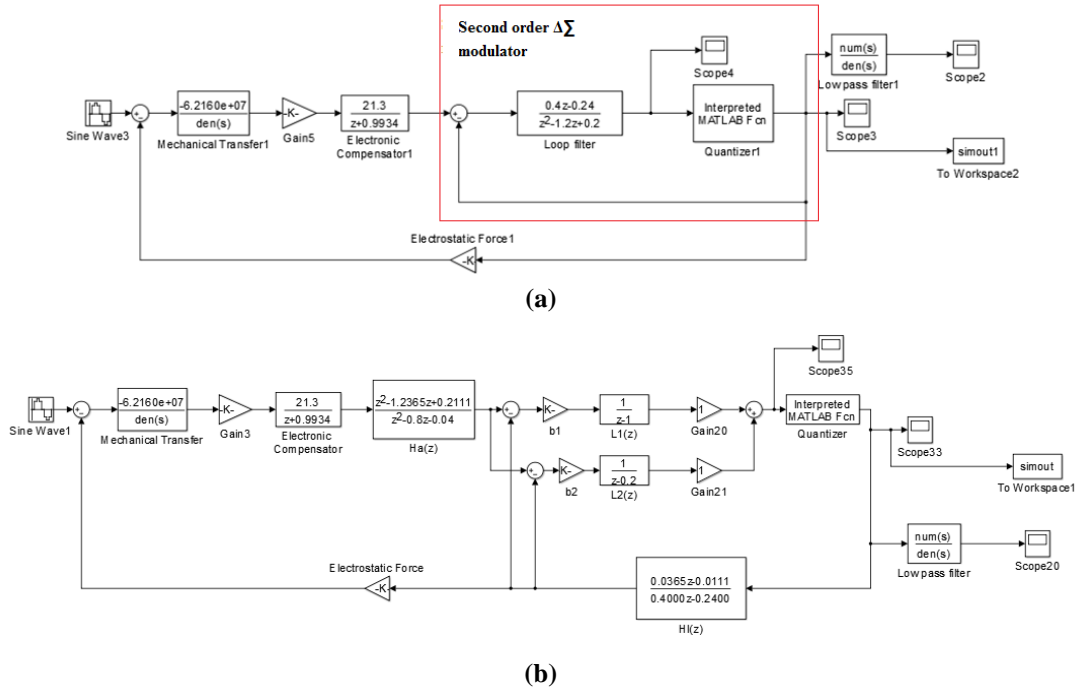 Second order Δ∑
modulator
Scope4
num(s)
den(s)
Low pass filter1
Scope2
Sine Wave3
-6.2160e+07
den(s)
Mechanical Transfer1
-K-
Gain5
21.3
z+0.9934
Electronic
Compensator1
0.4z-0.24
z²-1.2z+0.2
Loop filter
Interpreted
MATLAB Fcn
Quantizer1
Scope3
simout1
To Workspace2
Electrostatic Force1
-K
(a)
Scope35
Sine Wave1
-6.2160e+07
den(s)
Mechanical Transfer
-K-
Gain3
21.3
z+0.9934
Electronic
Compensator
z²-1.2365z+0.2111
z²-0.8z-0.04
Ha(z)
K-
b1
1
z-1
L1(z)
1
Gain20
Interpreted
MATLAB Fcn
Quantizer
Scope33
simout
To Workspace1
K-
b2
1
z-0.2
L2(z)
1
Gain21
Electrostatic Force
-K
0.0365z-0.0111
0.4000z-0.2400
Hl(z)
num(s)
den(s)
Low pass filter
Scope20
(b)